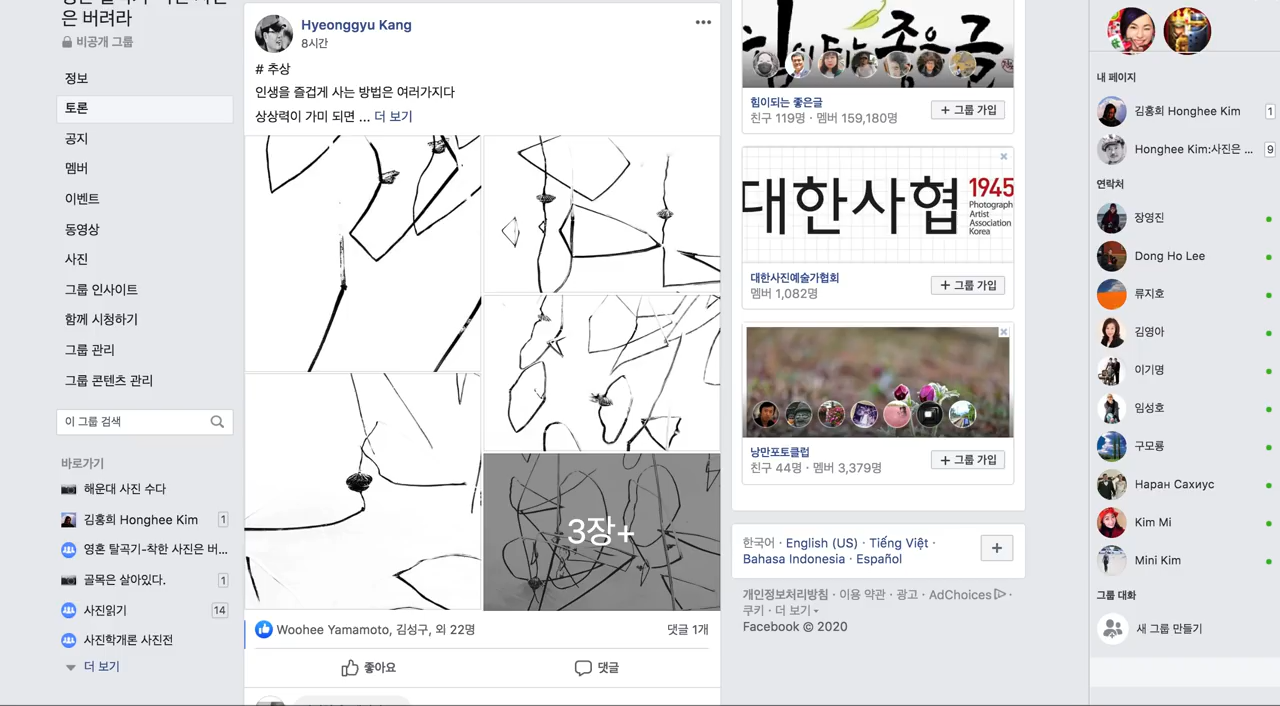 은 버려라
비공개 그룹
정보
토론
공지
멤버
이벤트
동영상
사진
그룹 인사이트
함께 시청하기
그룹 관리
그룹 콘텐츠 관리
이 그룹 검색
바로가기
해운대 사진 수다
김홍희 Honghee Kim 1
영혼 탈곡기-착한 사진은 버...
골목은 살아있다. 1
사진읽기 14
사진학개론 사진전
더 보기
Hyeonggyu Kang
8시간
# 추상
인생을 즐겁게 사는 방법은 여러가지다
상상력이 가미 되면 ... 더 보기
3장+
Woohee Yamamoto, 김성구, 외 22명
댓글 1개
좋아요
댓글
힘이되는 좋은글
힘이되는 좋은글
친구 119명 · 멤버 159,180명
+ 그룹 가입
대한사협
1945
Photograph
Artist
Association
Korea
대한사진예술가협회
멤버 1,082명
+ 그룹 가입
낭만포토클럽
친구 44명 · 멤버 3,379명
+ 그룹 가입
한국어 · English (US) · Tiếng Việt ·
Bahasa Indonesia · Español
개인정보처리방침 · 이용 약관 · 광고 · AdChoices ·
쿠키 · 더 보기
Facebook © 2020
내 페이지
김홍희 Honghee Kim 1
Honghee Kim:사진은 ... 9
연락처
장영진
Dong Ho Lee
류지호
김영아
이기명
임성호
구모룡
Наран Сахиус
Kim Mi
Mini Kim
그룹 대화
새 그룹 만들기